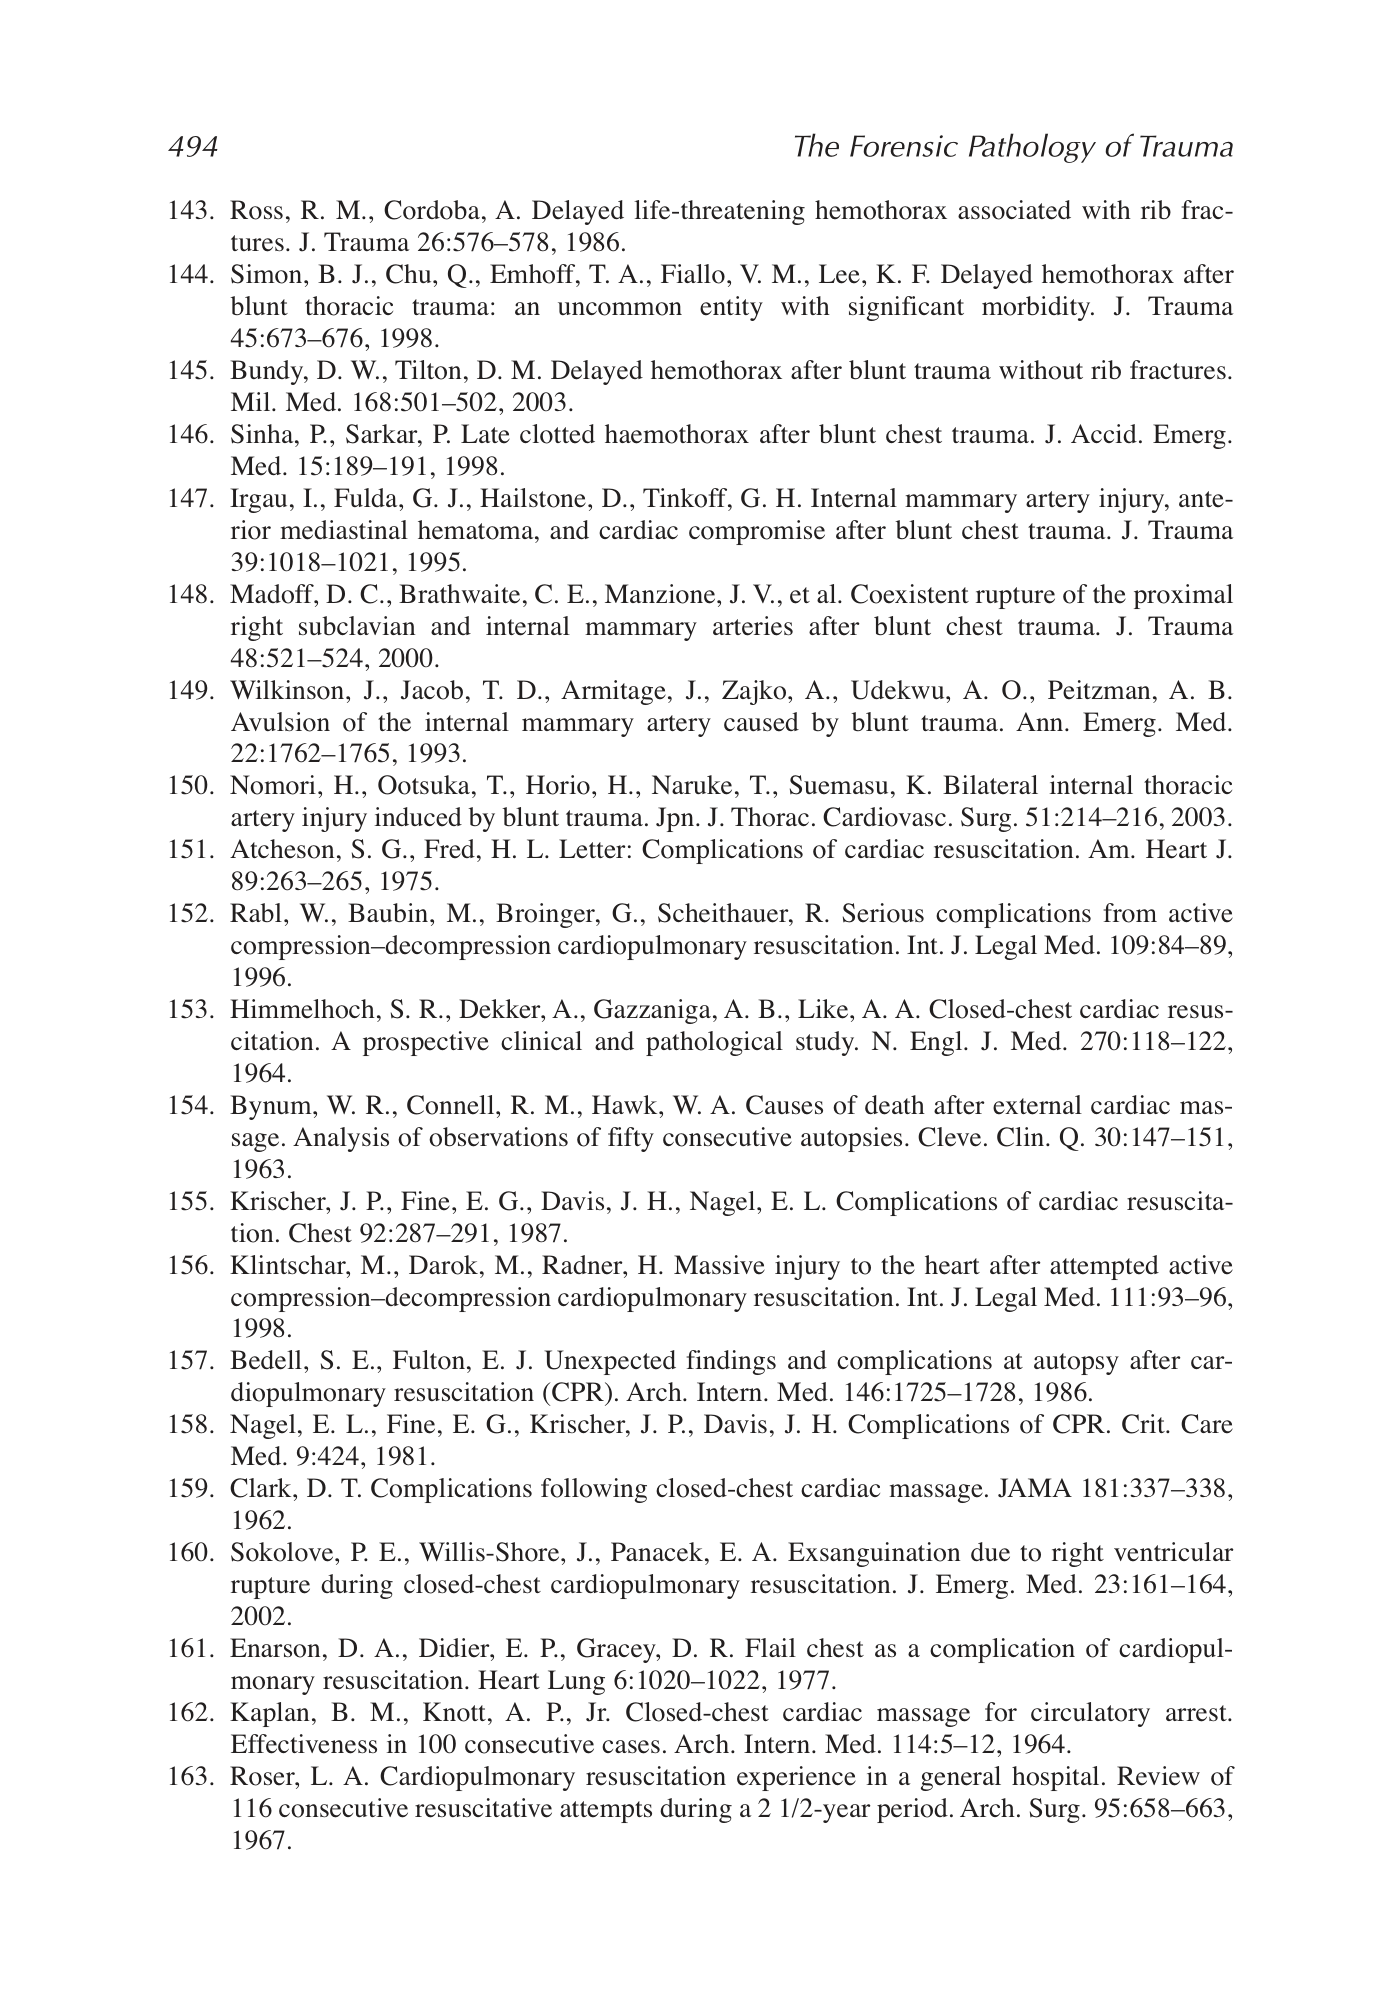 494 The Forensic Pathology of Trauma
143. Ross, R. M., Cordoba, A. Delayed life-threatening hemothorax associated with rib frac-
tures. J. Trauma 26:576–578, 1986.
144. Simon, B. J., Chu, Q., Emhoff, T. A., Fiallo, V. M., Lee, K. F. Delayed hemothorax after
blunt thoracic trauma: an uncommon entity with significant morbidity. J. Trauma
45:673–676, 1998.
145. Bundy, D. W., Tilton, D. M. Delayed hemothorax after blunt trauma without rib fractures.
Mil. Med. 168:501–502, 2003.
146. Sinha, P., Sarkar, P. Late clotted haemothorax after blunt chest trauma. J. Accid. Emerg.
Med. 15:189–191, 1998.
147. Irgau, I., Fulda, G. J., Hailstone, D., Tinkoff, G. H. Internal mammary artery injury, ante-
rior mediastinal hematoma, and cardiac compromise after blunt chest trauma. J. Trauma
39:1018–1021, 1995.
148. Madoff, D. C., Brathwaite, C. E., Manzione, J. V., et al. Coexistent rupture of the proximal
right subclavian and internal mammary arteries after blunt chest trauma. J. Trauma
48:521–524, 2000.
149. Wilkinson, J., Jacob, T. D., Armitage, J., Zajko, A., Udekwu, A. O., Peitzman, A. B.
Avulsion of the internal mammary artery caused by blunt trauma. Ann. Emerg. Med.
22:1762–1765, 1993.
150. Nomori, H., Ootsuka, T., Horio, H., Naruke, T., Suemasu, K. Bilateral internal thoracic
artery injury induced by blunt trauma. Jpn. J. Thorac. Cardiovasc. Surg. 51:214–216, 2003.
151. Atcheson, S. G., Fred, H. L. Letter: Complications of cardiac resuscitation. Am. Heart J.
89:263–265, 1975.
152. Rabl, W., Baubin, M., Broinger, G., Scheithauer, R. Serious complications from active
compression–decompression cardiopulmonary resuscitation. Int. J. Legal Med. 109:84–89,
1996.
153. Himmelhoch, S. R., Dekker, A., Gazzaniga, A. B., Like, A. A. Closed-chest cardiac resus-
citation. A prospective clinical and pathological study. N. Engl. J. Med. 270:118–122,
1964.
154. Bynum, W. R., Connell, R. M., Hawk, W. A. Causes of death after external cardiac mas-
sage. Analysis of observations of fifty consecutive autopsies. Cleve. Clin. Q. 30:147–151,
1963.
155. Krischer, J. P., Fine, E. G., Davis, J. H., Nagel, E. L. Complications of cardiac resuscita-
tion. Chest 92:287–291, 1987.
156. Klintschar, M., Darok, M., Radner, H. Massive injury to the heart after attempted active
compression–decompression cardiopulmonary resuscitation. Int. J. Legal Med. 111:93–96,
1998.
157. Bedell, S. E., Fulton, E. J. Unexpected findings and complications at autopsy after car-
diopulmonary resuscitation (CPR). Arch. Intern. Med. 146:1725–1728, 1986.
158. Nagel, E. L., Fine, E. G., Krischer, J. P., Davis, J. H. Complications of CPR. Crit. Care
Med. 9:424, 1981.
159. Clark, D. T. Complications following closed-chest cardiac massage. JAMA 181:337–338,
1962.
160. Sokolove, P. E., Willis-Shore, J., Panacek, E. A. Exsanguination due to right ventricular
rupture during closed-chest cardiopulmonary resuscitation. J. Emerg. Med. 23:161–164,
2002.
161. Enarson, D. A., Didier, E. P., Gracey, D. R. Flail chest as a complication of cardiopul-
monary resuscitation. Heart Lung 6:1020–1022, 1977.
162. Kaplan, B. M., Knott, A. P., Jr. Closed-chest cardiac massage for circulatory arrest.
Effectiveness in 100 consecutive cases. Arch. Intern. Med. 114:5–12, 1964.
163. Roser, L. A. Cardiopulmonary resuscitation experience in a general hospital. Review of
116 consecutive resuscitative attempts during a 2 1/2-year period. Arch. Surg. 95:658–663,
1967.